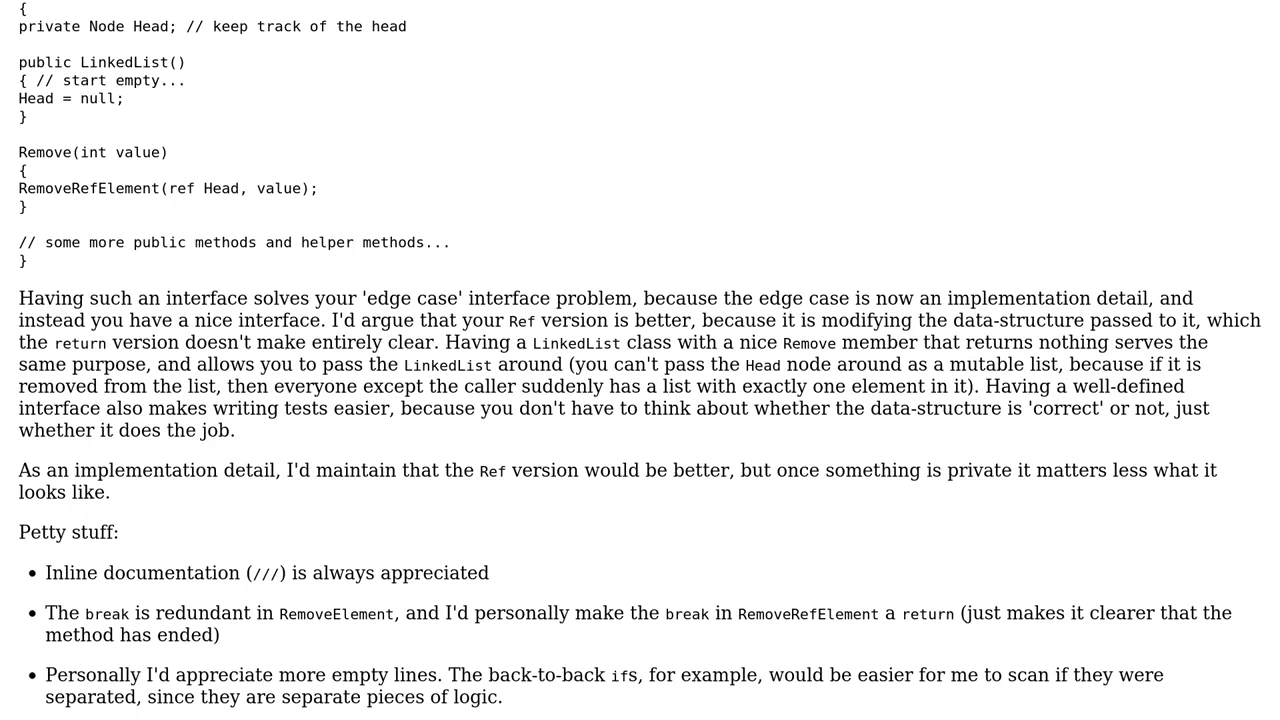 {
private Node Head; // keep track of the head
public LinkedList()
{ // start empty...
Head = null;
}
Remove(int value)
{
RemoveRefElement(ref Head, value);
}
// some more public methods and helper methods...
}
Having such an interface solves your 'edge case' interface problem, because the edge case is now an implementation detail, and
instead you have a nice interface. I'd argue that your Ref version is better, because it is modifying the data-structure passed to it, which
the return version doesn't make entirely clear. Having a LinkedList class with a nice Remove member that returns nothing serves the
same purpose, and allows you to pass the LinkedList around (you can't pass the Head node around as a mutable list, because if it is
removed from the list, then everyone except the caller suddenly has a list with exactly one element in it). Having a well-defined
interface also makes writing tests easier, because you don't have to think about whether the data-structure is 'correct' or not, just
whether it does the job.
As an implementation detail, I'd maintain that the Ref version would be better, but once something is private it matters less what it
looks like.
Petty stuff:
• Inline documentation (///) is always appreciated
• The break is redundant in RemoveElement, and I'd personally make the break in RemoveRefElement a return (just makes it clearer that the
method has ended)
• Personally I'd appreciate more empty lines. The back-to-back ifs, for example, would be easier for me to scan if they were
separated, since they are separate pieces of logic.